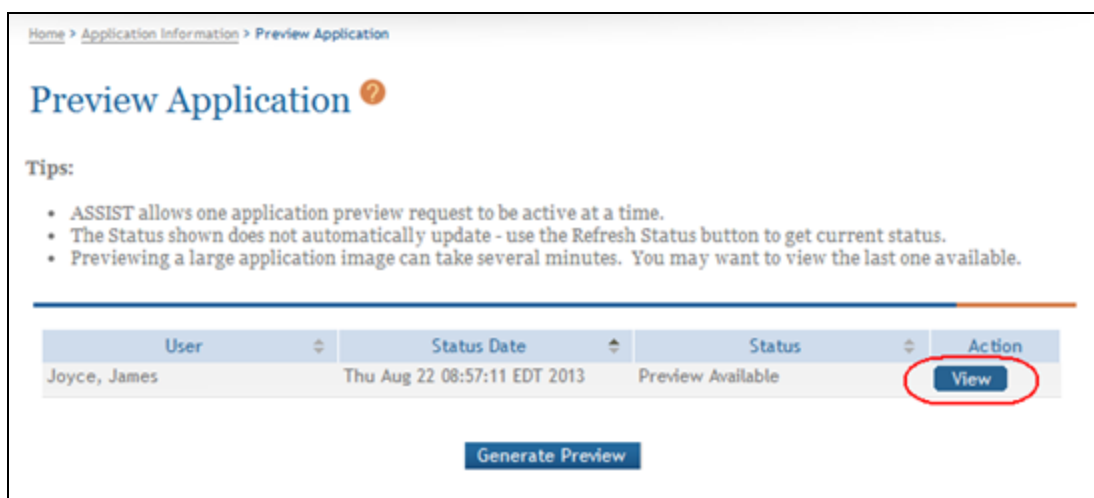 Home > Application Information > Preview Application
Preview Application ?
Tips:
• ASSIST allows one application preview request to be active at a time.
• The Status shown does not automatically update - use the Refresh Status button to get current status.
• Previewing a large application image can take several minutes. You may want to view the last one available.
User Status Date Status Action
Joyce, James Thu Aug 22 08:57:11 EDT 2013 Preview Available View
Generate Preview